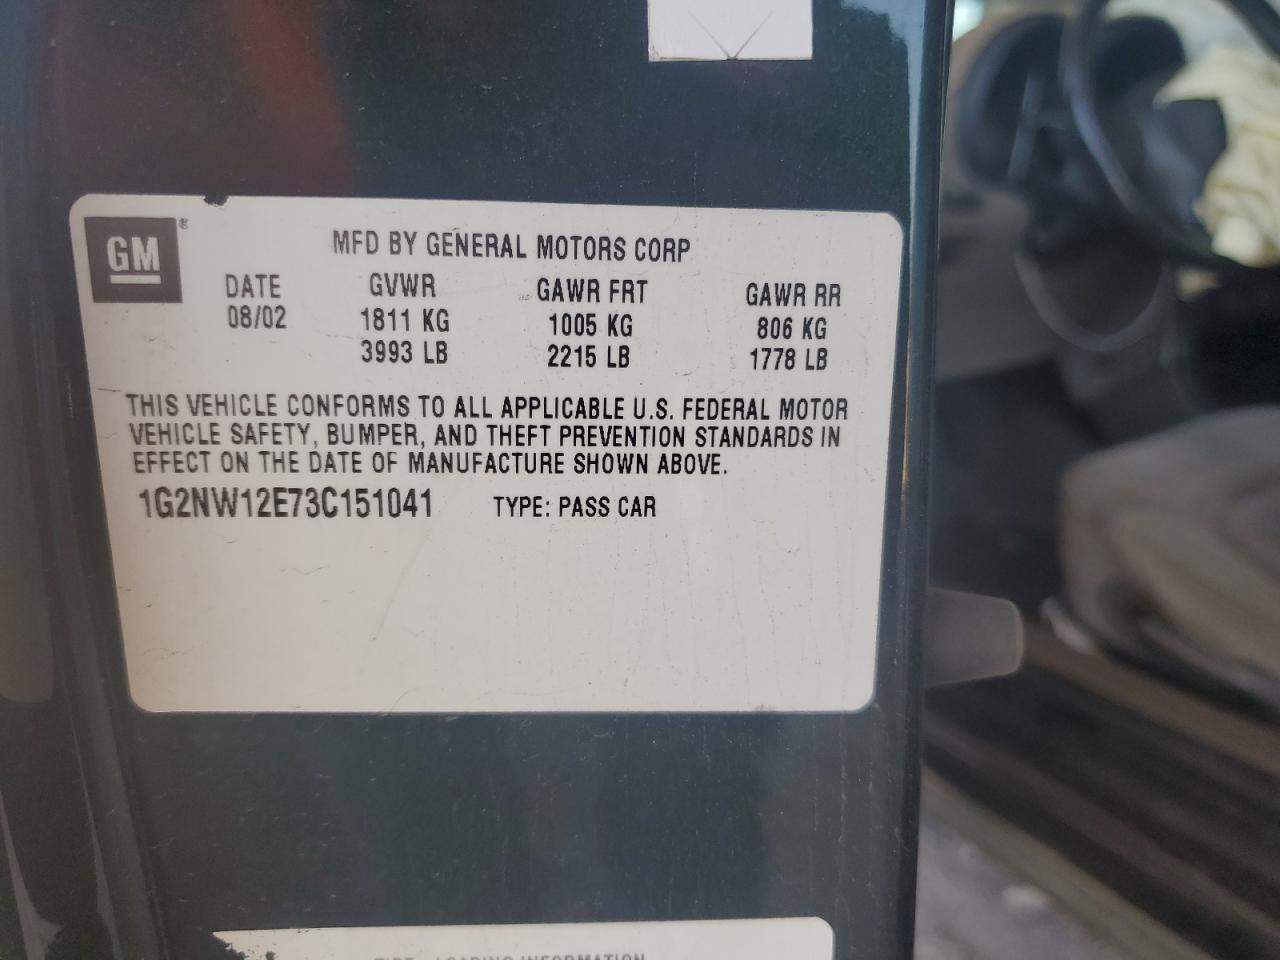 GM ®
MFD BY GENERAL MOTORS CORP
DATE GVWR GAWR FRT GAWR RR
08/02 1811 KG 1005 KG 806 KG
3993 LB 2215 LB 1778 LB
THIS VEHICLE CONFORMS TO ALL APPLICABLE U.S. FEDERAL MOTOR
VEHICLE SAFETY, BUMPER, AND THEFT PREVENTION STANDARDS IN
EFFECT ON THE DATE OF MANUFACTURE SHOWN ABOVE.
1G2NW12E73C151041 TYPE: PASS CAR
LOADING INFORMATION